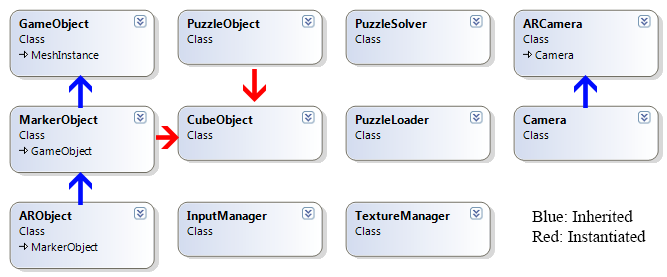 GameObject
Class
MeshInstance
PuzzleObject
Class
PuzzleSolver
Class
ARCamera
Class
Camera
MarkerObject
Class
GameObject
CubeObject
Class
PuzzleLoader
Class
Camera
Class
ARObject
Class
MarkerObject
InputManager
Class
TextureManager
Class
Blue: Inherited
Red: Instantiated